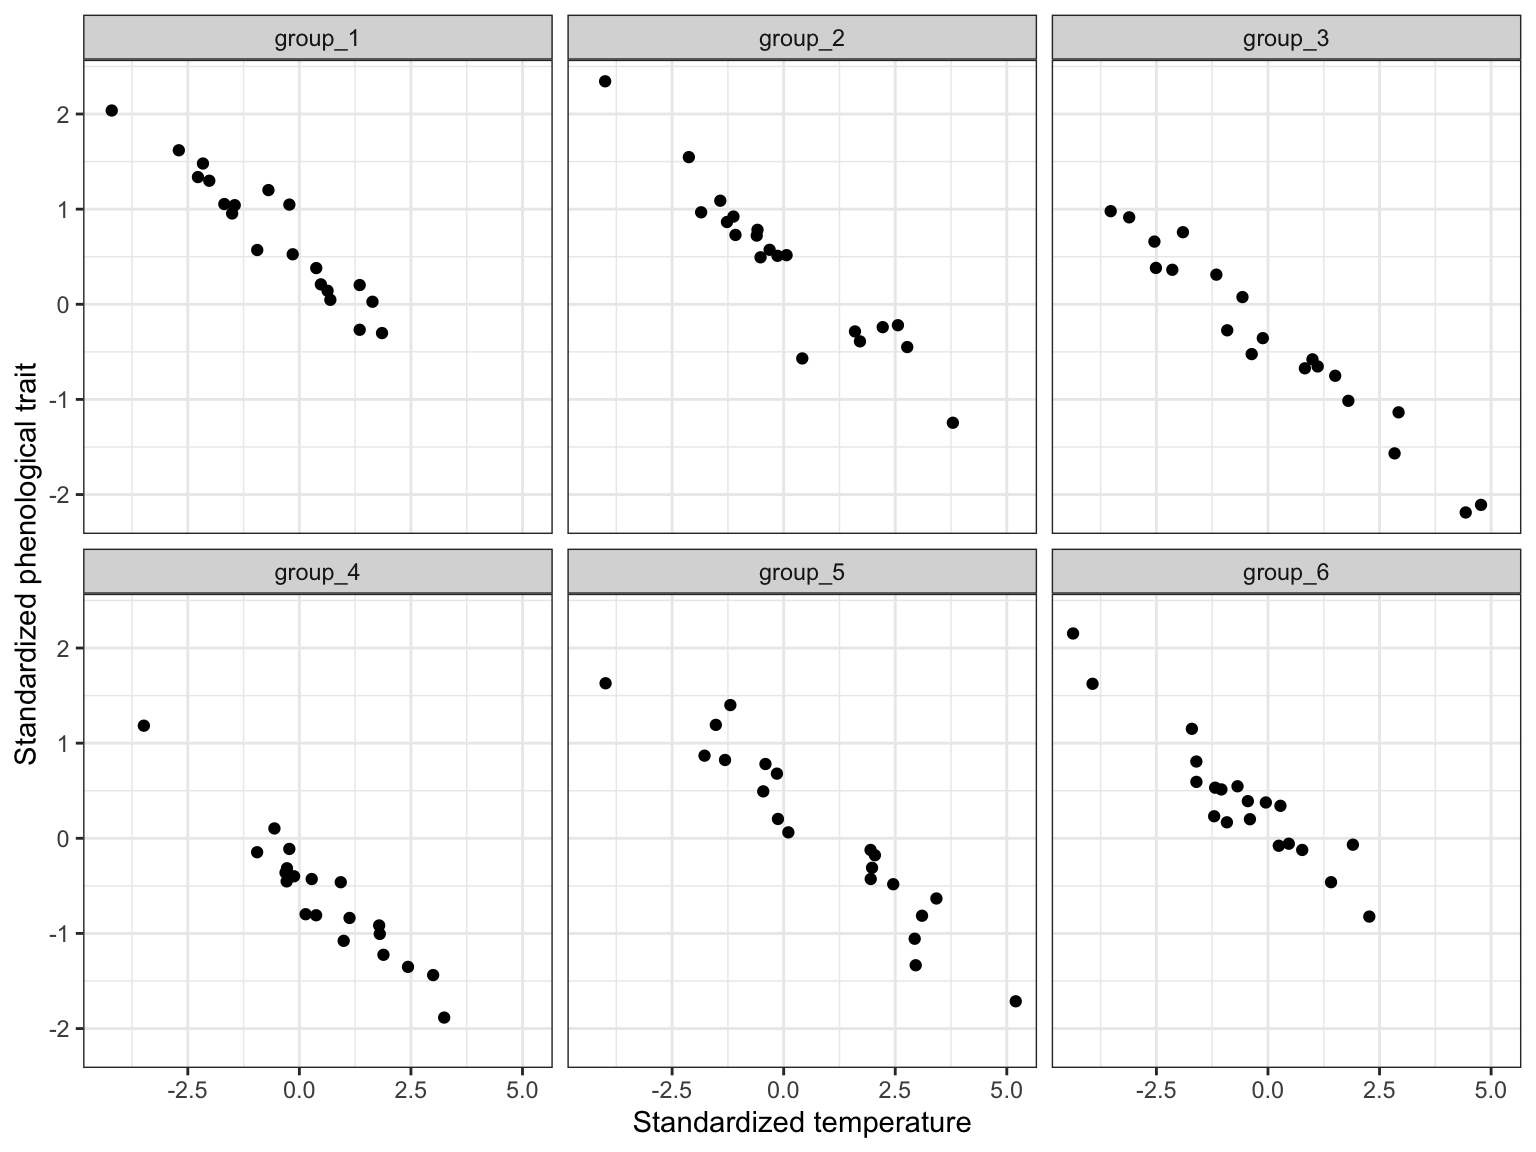 group_1 group_2 group_3
2
1
0
-1
-2
Standardized phenological trait
group_4 group_5 group_6
2
1
0
-1
-2
-2.5 0.0 2.5 5.0 -2.5 0.0 2.5 5.0 -2.5 0.0 2.5 5.0
Standardized temperature